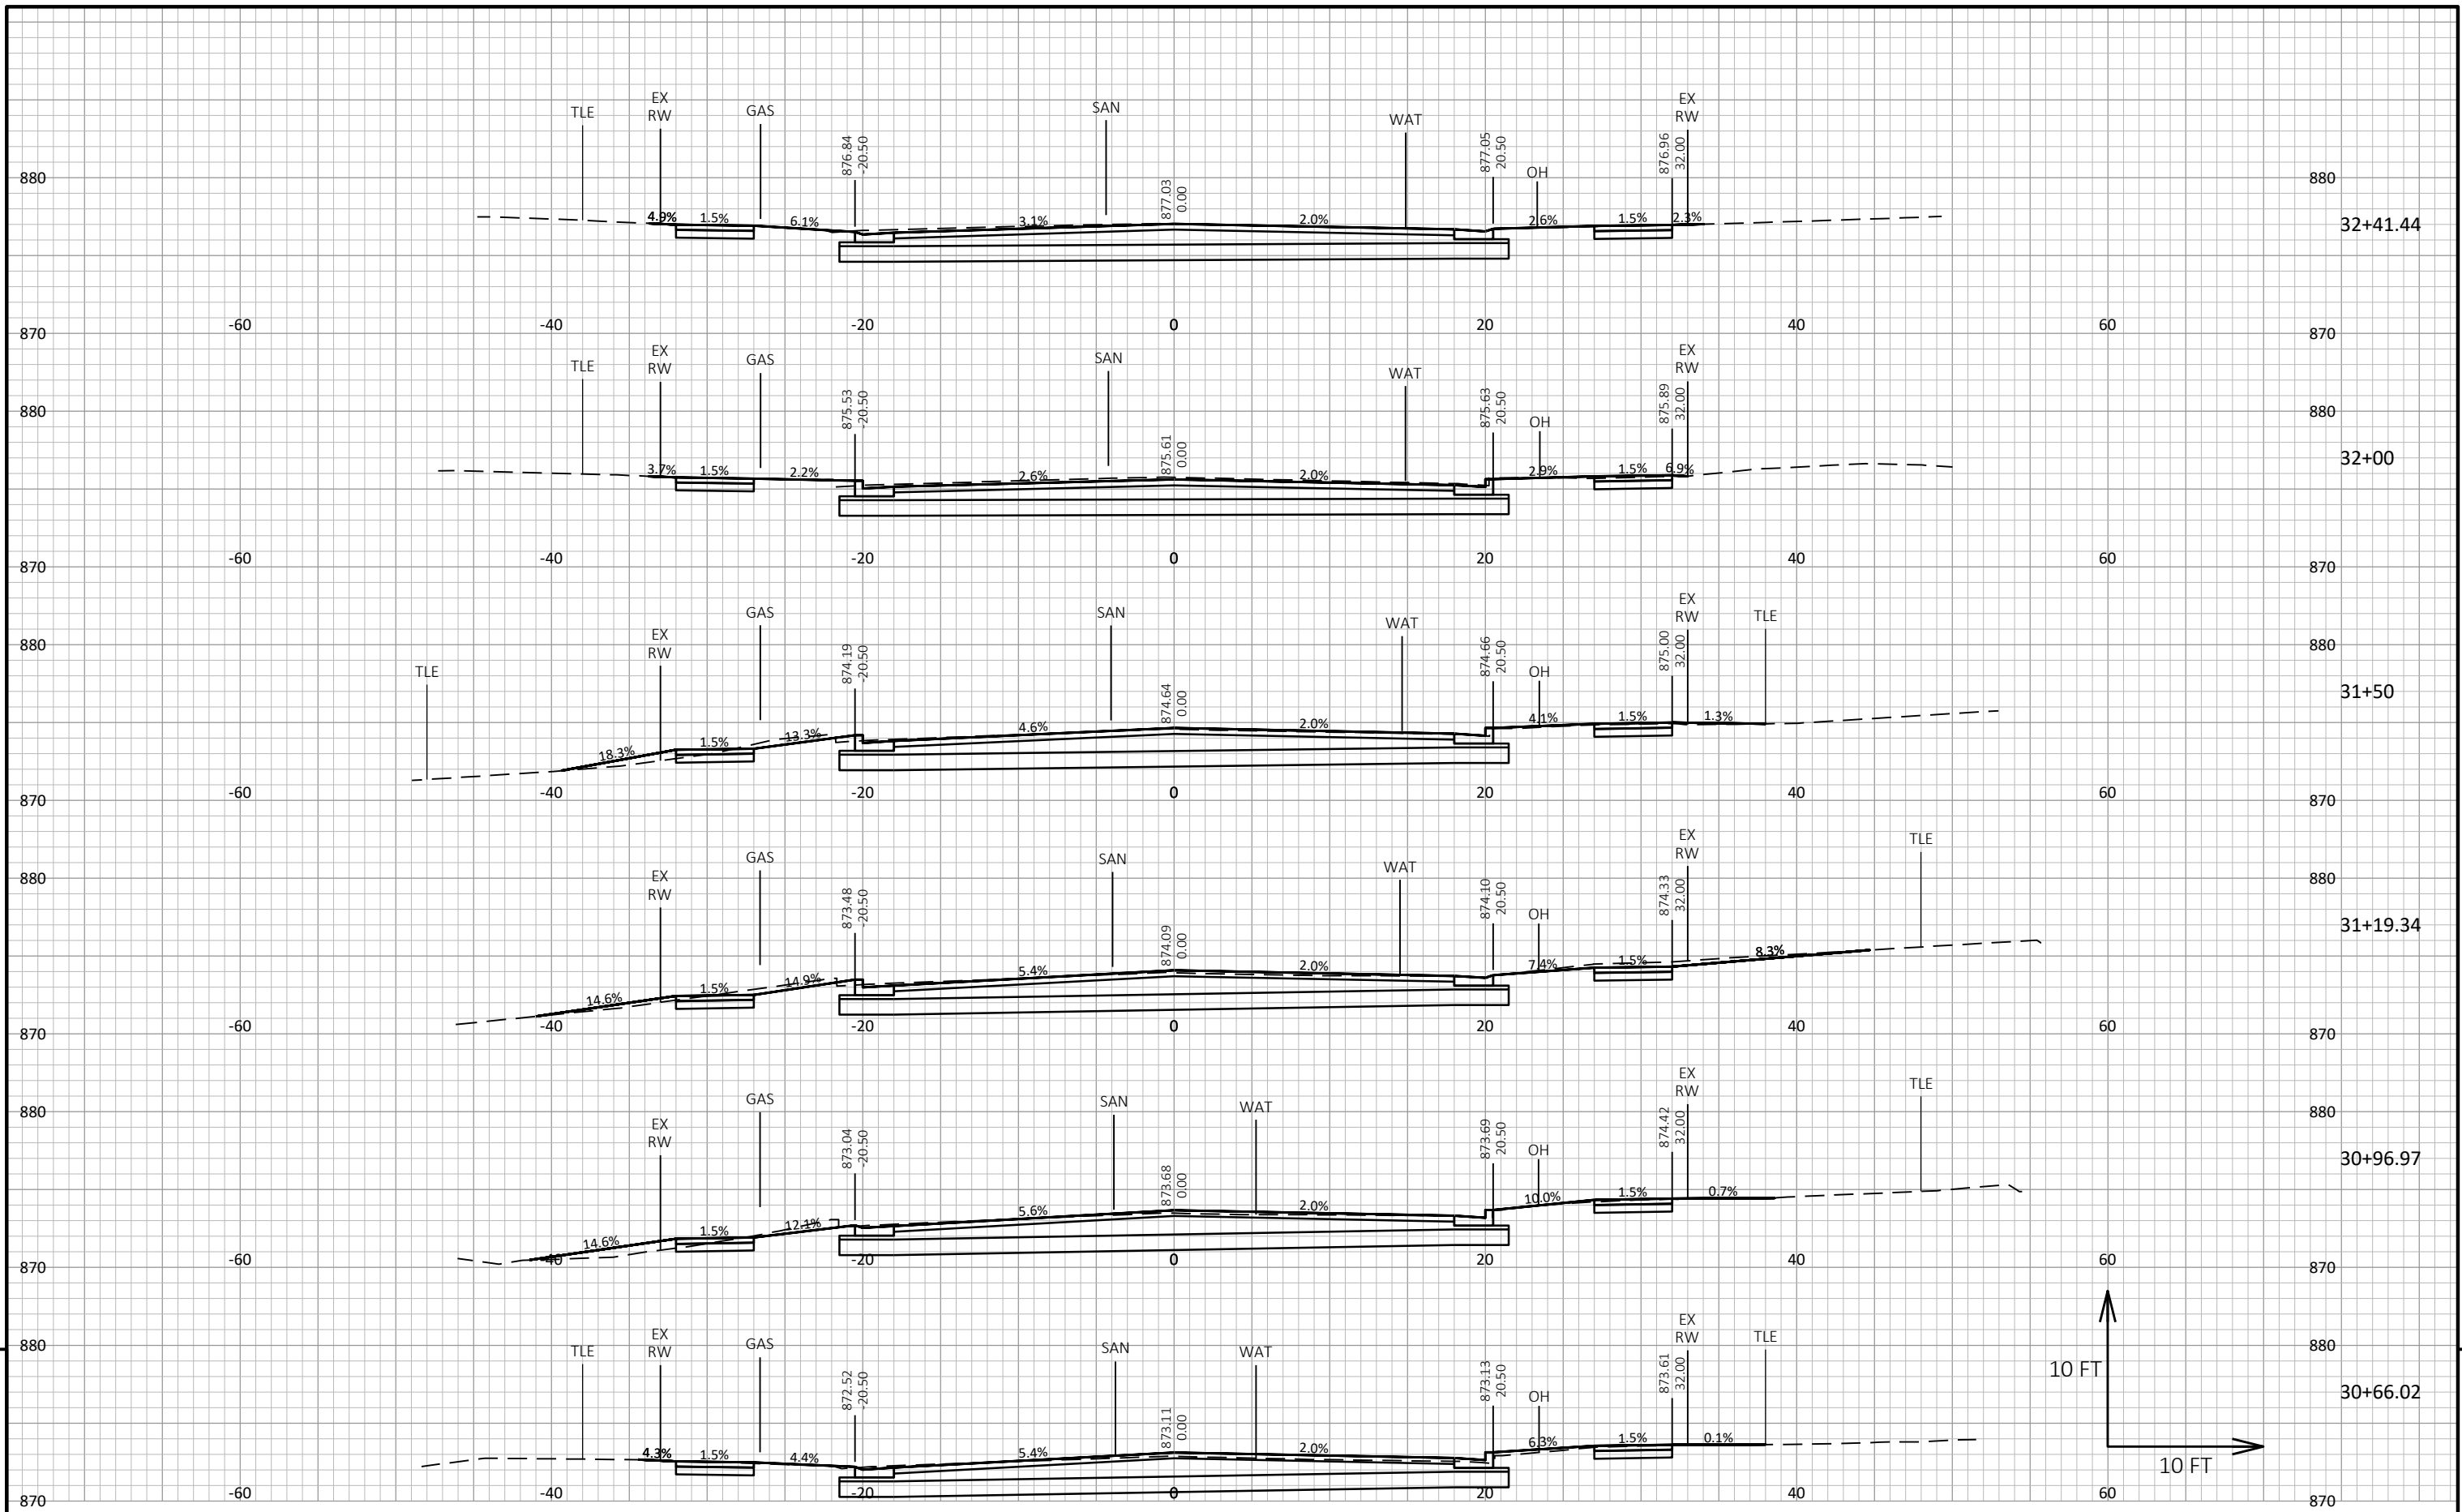 TLE
EX
RW
GAS
876.84
-20.50
SAN
877.03
0.00
WAT
877.05
20.50
OH
876.96
32.00
EX
RW
880
880
4.9%
1.5%
6.1%
3.1%
2.0%
2.6%
1.5%
2.3%
32+41.44
870
-60
-40
-20
0
20
40
60
870
TLE
EX
RW
GAS
875.53
-20.50
SAN
875.61
0.00
WAT
875.63
20.50
OH
875.89
32.00
EX
RW
880
880
3.7%
1.5%
2.2%
2.6%
2.0%
2.9%
1.5%
6.9%
32+00
870
-60
-40
-20
0
20
40
60
870
TLE
EX
RW
GAS
874.19
-20.50
SAN
874.64
0.00
WAT
874.66
20.50
OH
875.00
32.00
EX
RW
TLE
880
880
18.3%
1.5%
13.3%
4.6%
2.0%
4.1%
1.5%
1.3%
31+50
870
-60
-40
-20
0
20
40
60
870
EX
RW
GAS
873.48
-20.50
SAN
874.09
0.00
WAT
874.10
20.50
OH
874.33
32.00
EX
RW
TLE
880
880
14.6%
1.5%
14.9%
5.4%
2.0%
7.4%
1.5%
8.3%
31+19.34
870
-60
-40
-20
0
20
40
60
870
EX
RW
GAS
873.04
-20.50
SAN
873.68
0.00
WAT
873.69
20.50
OH
874.42
32.00
EX
RW
TLE
880
880
14.6%
1.5%
12.1%
5.6%
2.0%
10.0%
1.5%
0.7%
30+96.97
870
-60
-40
-20
0
20
40
60
870
TLE
EX
RW
GAS
872.52
-20.50
SAN
873.11
0.00
WAT
873.13
20.50
OH
873.61
32.00
EX
RW
TLE
880
880
4.3%
1.5%
4.4%
5.4%
2.0%
6.3%
1.5%
0.1%
30+66.02
10 FT
10 FT
870
-60
-40
-20
0
20
40
60
870